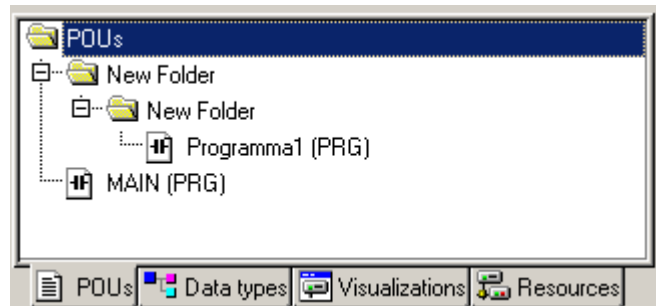 POUs
New Folder
New Folder
Programma1 (PRG)
MAIN (PRG)
POUs Data types Visualizations Resources